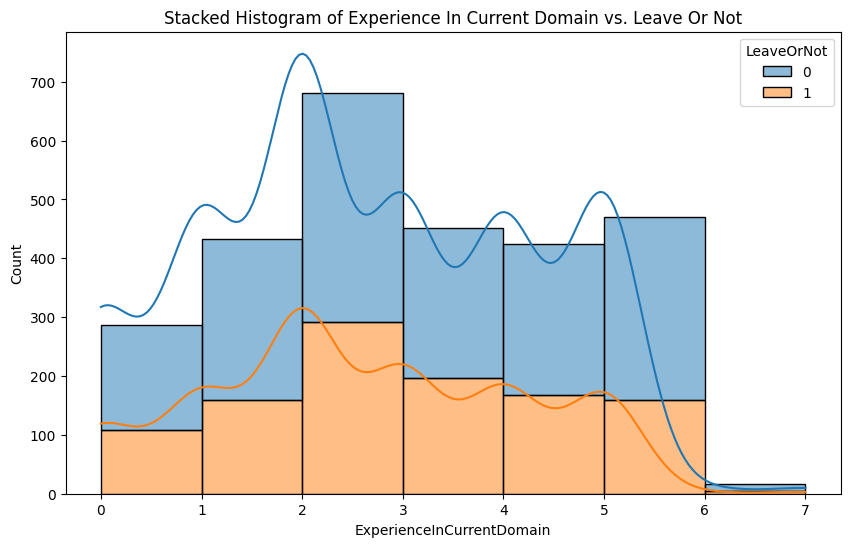 Stacked Histogram of Experience In Current Domain vs. Leave Or Not
LeaveOrNot
0
1
700
600
500
400
300
200
100
0
Count
0 1 2 3 4 5 6 7
ExperienceInCurrentDomain